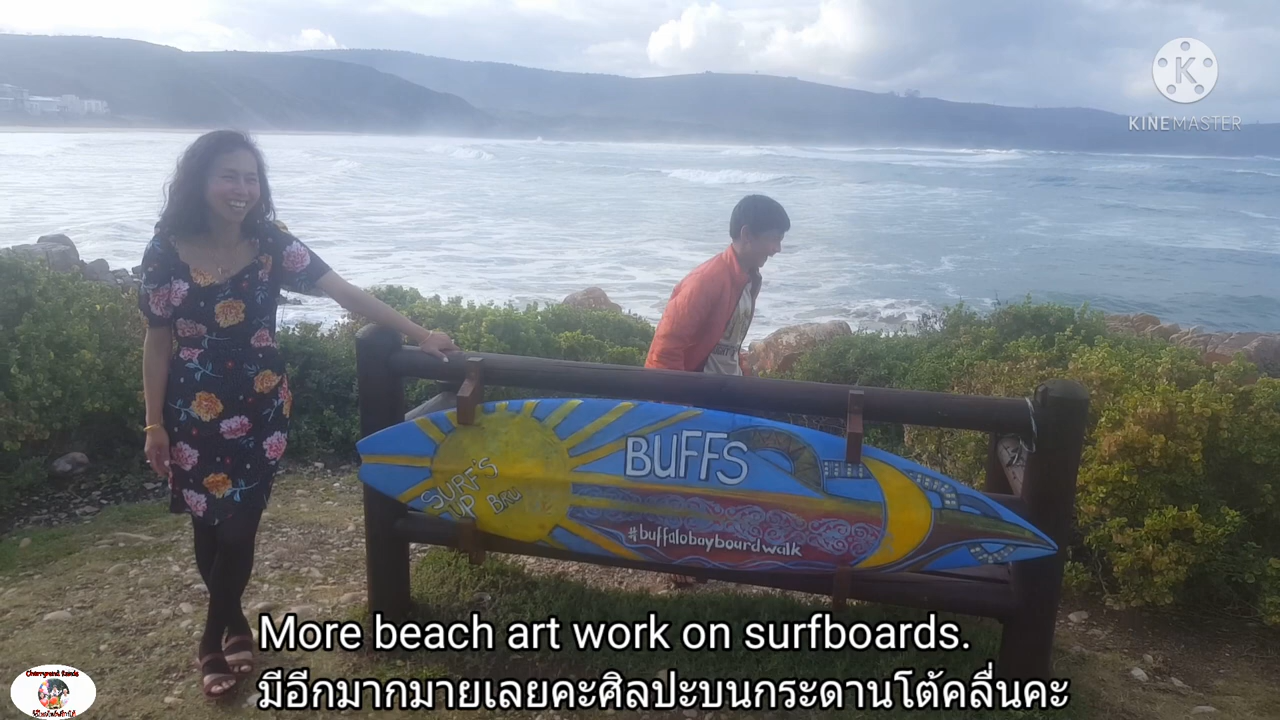 K
KINEMASTER
BUFFS
SURF'S
UP BRU
#buffalobayboardwalk
More beach art work on surfboards.
มีอีกมากมายเลยคะศิลปะบนกระดานโต้คลื่นคะ